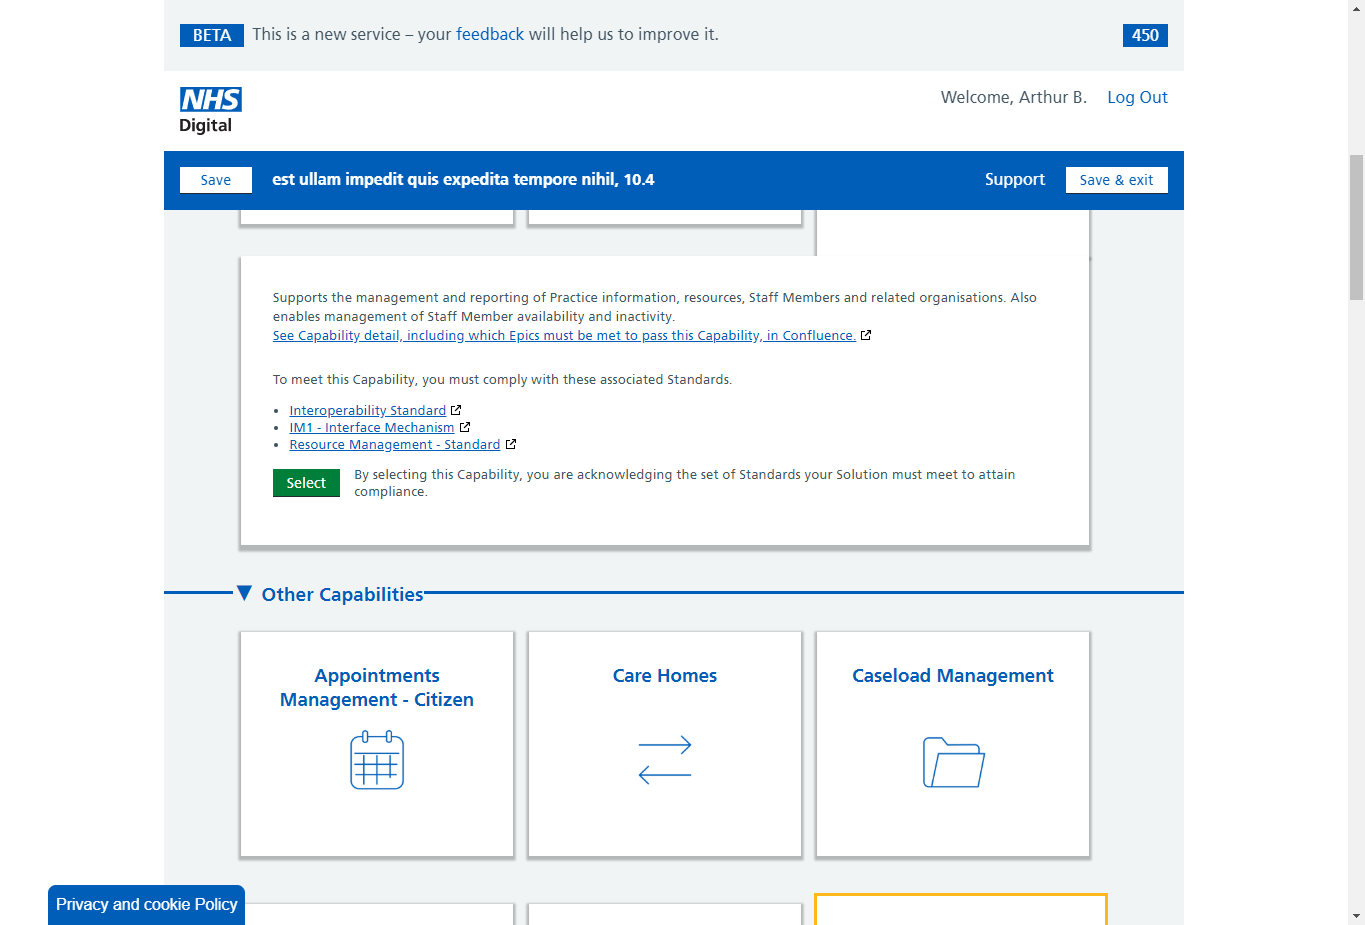 BETA This is a new service – your feedback will help us to improve it. 450
NHS
Digital
Welcome, Arthur B. Log Out
Save est ullam impedit quis expedita tempore nihil, 10.4 Support Save & exit
Supports the management and reporting of Practice information, resources, Staff Members and related organisations. Also
enables management of Staff Member availability and inactivity.
See Capability detail, including which Epics must be met to pass this Capability, in Confluence.
To meet this Capability, you must comply with these associated Standards.
• Interoperability Standard
• IM1 - Interface Mechanism
• Resource Management - Standard
Select
By selecting this Capability, you are acknowledging the set of Standards your Solution must meet to attain
compliance.
▼ Other Capabilities
Appointments
Management - Citizen
Care Homes
Caseload Management
Privacy and cookie Policy